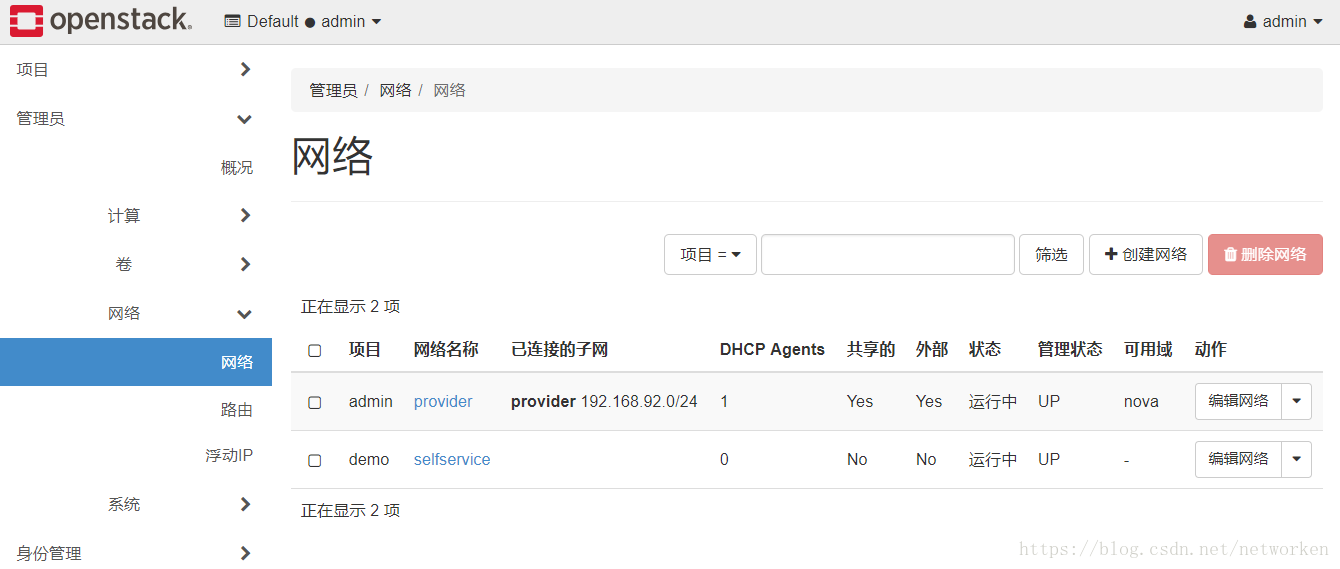 openstack. Default ● admin admin
项目
管理员
概况
计算
卷
网络
网络
路由
浮动IP
系统
身份管理
管理员 / 网络 / 网络
网络
项目 = 筛选 + 创建网络 删除网络
正在显示 2 项
项目 网络名称 已连接的子网 DHCP Agents 共享的 外部 状态 管理状态 可用域 动作
admin provider provider 192.168.92.0/24 1 Yes Yes 运行中 UP nova 编辑网络
demo selfservice 0 No No 运行中 UP - 编辑网络
正在显示 2 项
https://blog.csdn.net/networken